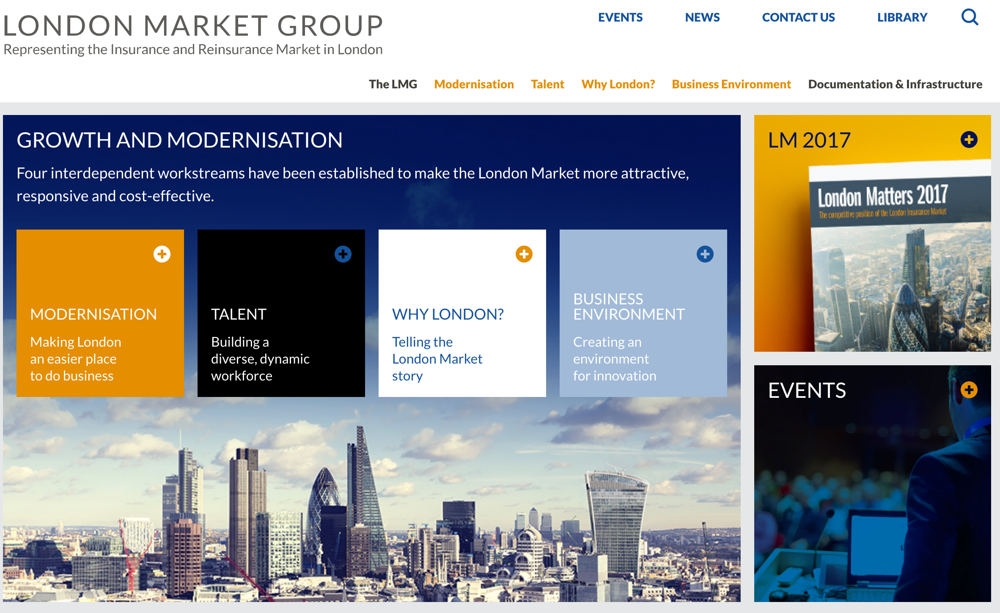 LONDON MARKET GROUP
Representing the Insurance and Reinsurance Market in London
EVENTS
NEWS
CONTACT US
LIBRARY
The LMG
Modernisation
Talent
Why London?
Business Environment
Documentation & Infrastructure
GROWTH AND MODERNISATION
Four interdependent workstreams have been established to make the London Market more attractive,
responsive and cost-effective.
MODERNISATION
Making London
an easier place
to do business
TALENT
Building a
diverse, dynamic
workforce
WHY LONDON?
Telling the
London Market
story
BUSINESS
ENVIRONMENT
Creating an
environment
for innovation
LM 2017
London Matters 2017
The competitive position of the London Insurance Market
EVENTS